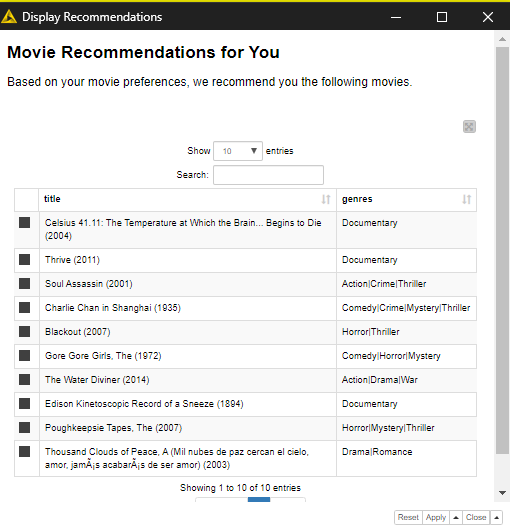 Display Recommendations
Movie Recommendations for You
Based on your movie preferences, we recommend you the following movies.
Show 10 entries
Search:
title genres
Celsius 41.11: The Temperature at Which the Brain... Begins to Die Documentary
(2004)
Thrive (2011) Documentary
Soul Assassin (2001) Action|Crime|Thriller
Charlie Chan in Shanghai (1935) Comedy|Crime|Mystery|Thriller
Blackout (2007) Horror|Thriller
Gore Gore Girls, The (1972) Comedy|Horror|Mystery
The Water Diviner (2014) Action|Drama|War
Edison Kinetoscopic Record of a Sneeze (1894) Documentary
Poughkeepsie Tapes, The (2007) Horror|Mystery|Thriller
Thousand Clouds of Peace, A (Mil nubes de paz cercan el cielo, Drama|Romance
amor, jamÃ¡s acabarÃ¡s de ser amor) (2003)
Showing 1 to 10 of 10 entries
Reset Apply Close